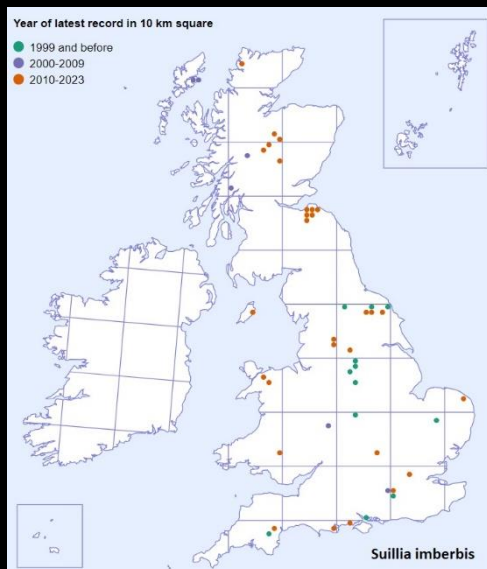 Year of latest record in 10 km square
1999 and before
2000-2009
2010-2023
Suillia imberbis